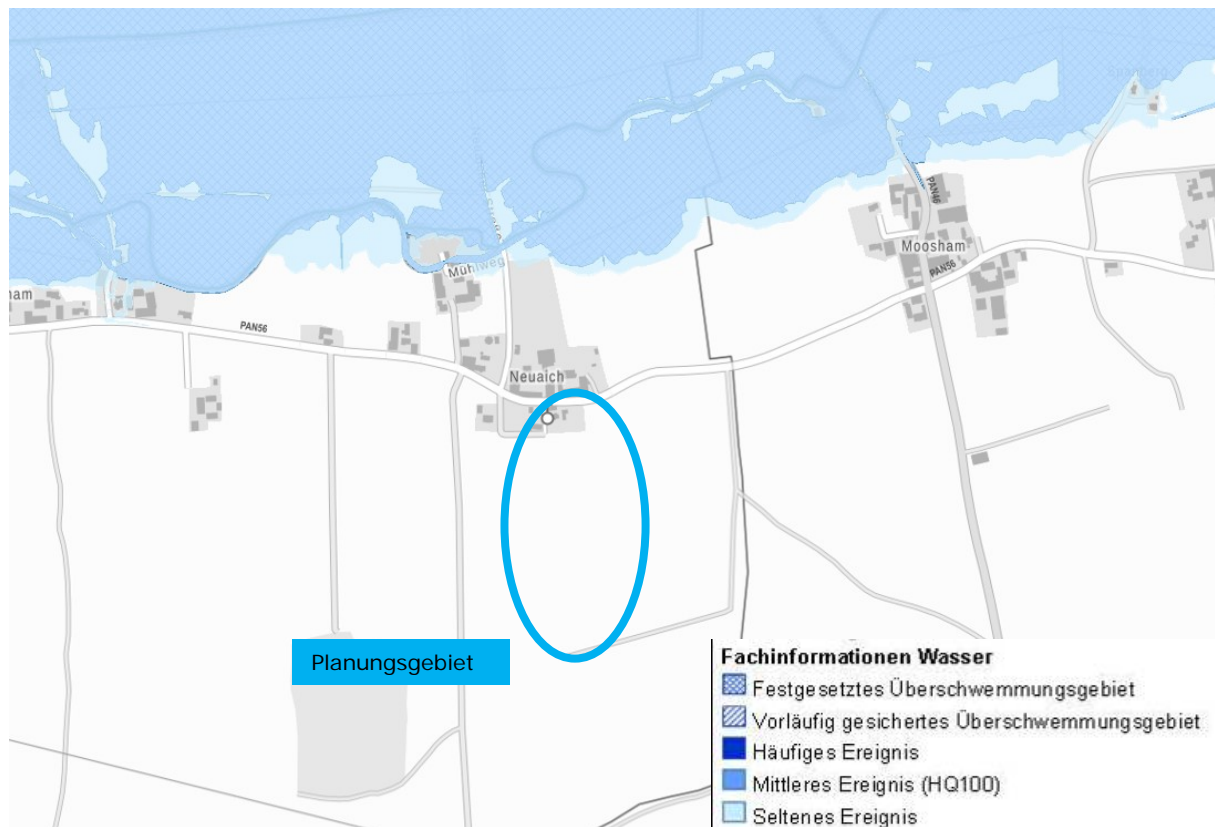 PAN46
Moosham
PAN56
Mühlweg
ham
PAN56
Neuaich
Planungsgebiet
Fachinformationen Wasser
Festgesetztes Überschwemmungsgebiet
Vorläufig gesichertes Überschwemmungsgebiet
Häufiges Ereignis
Mittleres Ereignis (HQ100)
Seltenes Ereignis